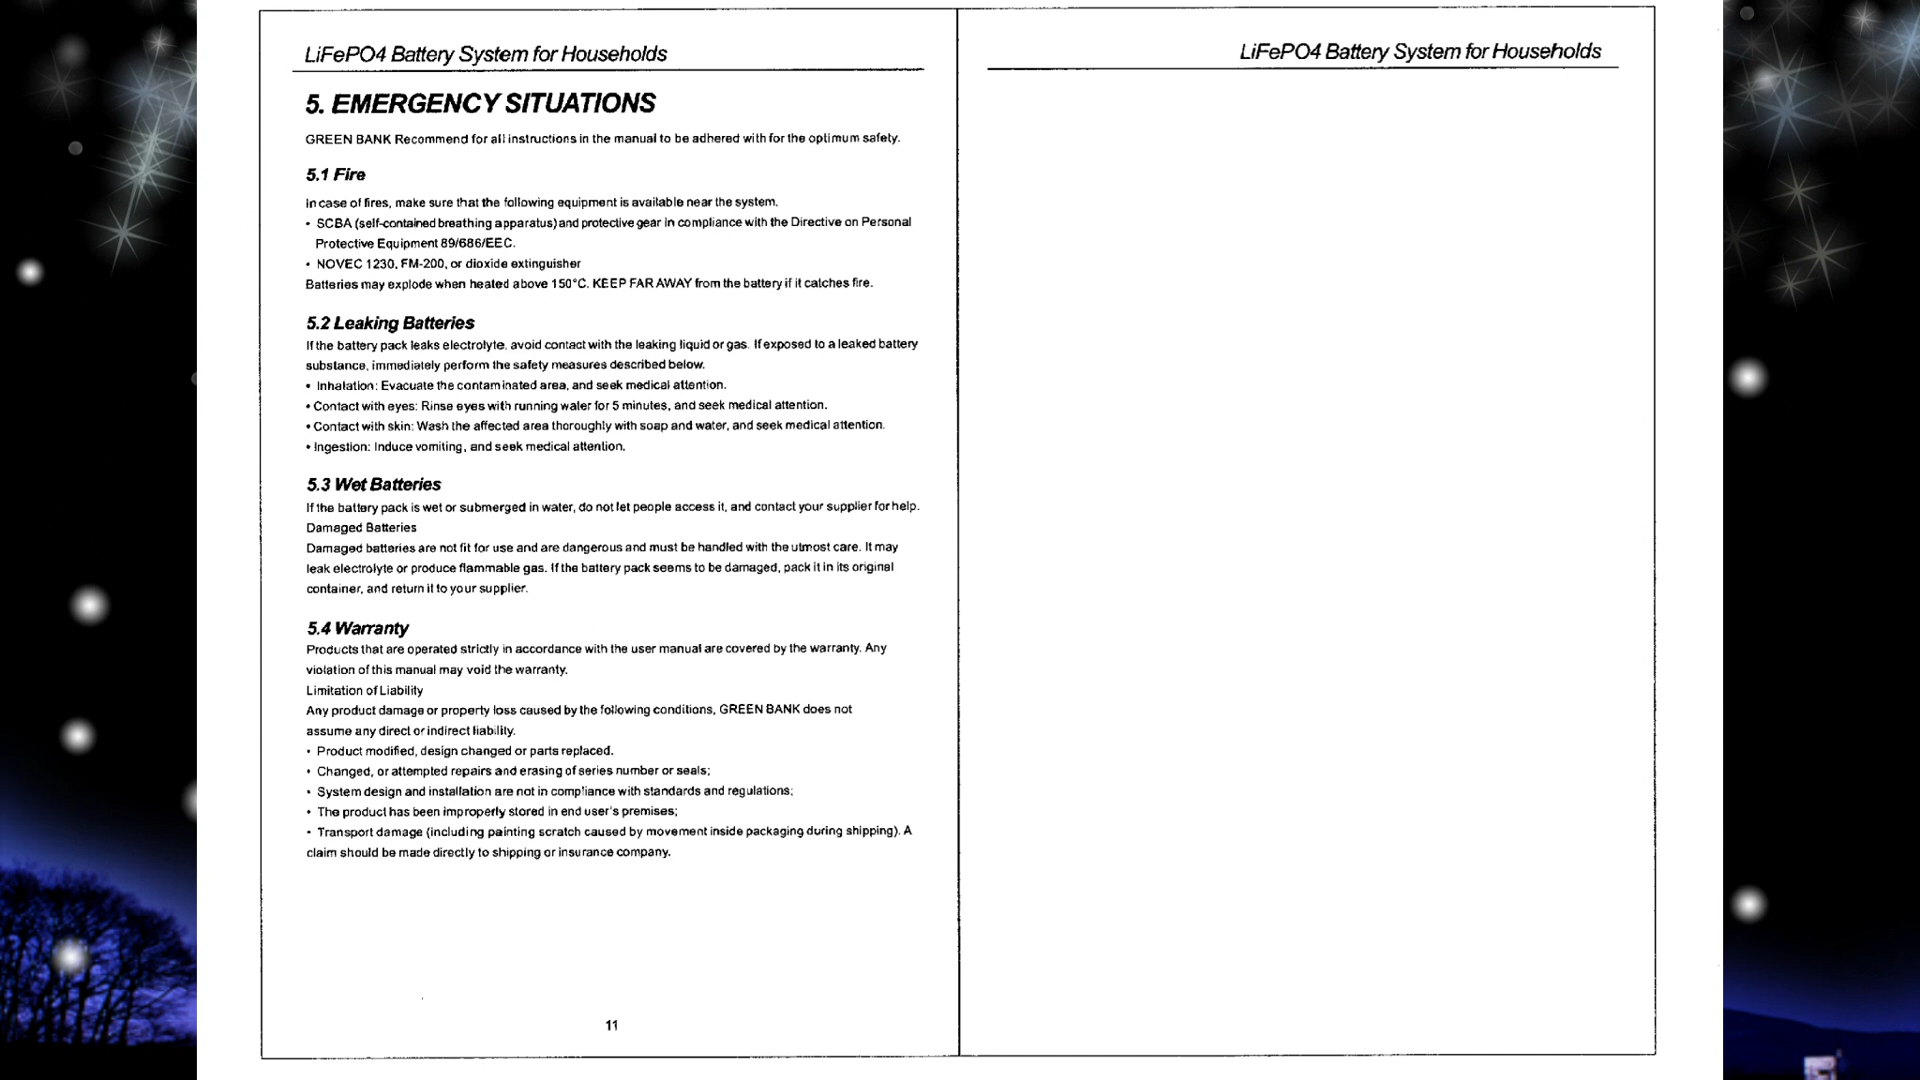 LiFePO4 Battery System for Households
5. EMERGENCY SITUATIONS
GREEN BANK Recommend for all instructions in the manual to be adhered with for the optimum safety.
5.1 Fire
In case of fires, make sure that the following equipment is available near the system.
• SCBA (self-contained breathing apparatus) and protective gear in compliance with the Directive on Personal
Protective Equipment 89/686/EEC.
• NOVEC 1230, FM-200, or dioxide extinguisher
Batteries may explode when heated above 150°C. KEEP FAR AWAY from the battery if it catches fire.
5.2 Leaking Batteries
If the battery pack leaks electrolyte, avoid contact with the leaking liquid or gas. If exposed to a leaked battery
substance, immediately perform the safety measures described below.
• Inhalation: Evacuate the contaminated area, and seek medical attention.
• Contact with eyes: Rinse eyes with running water for 5 minutes, and seek medical attention.
• Contact with skin: Wash the affected area thoroughly with soap and water, and seek medical attention.
• Ingestion: Induce vomiting, and seek medical attention.
5.3 Wet Batteries
If the battery pack is wet or submerged in water, do not let people access it, and contact your supplier for help.
Damaged Batteries
Damaged batteries are not fit for use and are dangerous and must be handled with the utmost care. It may
leak electrolyte or produce flammable gas. If the battery pack seems to be damaged, pack it in its original
container, and return it to your supplier.
5.4 Warranty
Products that are operated strictly in accordance with the user manual are covered by the warranty. Any
violation of this manual may void the warranty.
Limitation of Liability
Any product damage or property loss caused by the following conditions, GREEN BANK does not
assume any direct or indirect liability.
• Product modified, design changed or parts replaced.
• Changed, or attempted repairs and erasing of series number or seals;
• System design and installation are not in compliance with standards and regulations;
• The product has been improperly stored in end user's premises;
• Transport damage (including painting scratch caused by movement inside packaging during shipping). A
claim should be made directly to shipping or insurance company.
11
LiFePO4 Battery System for Households